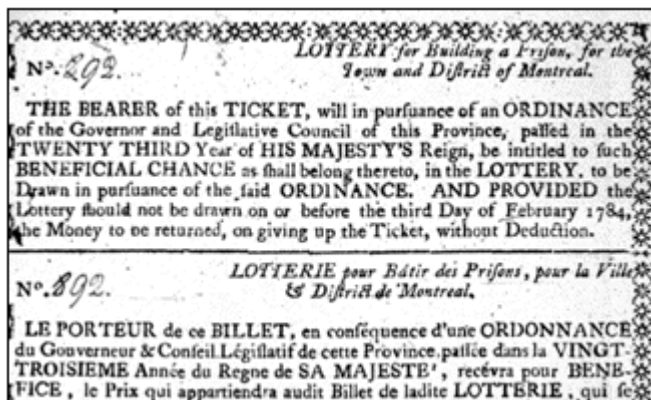 LOTTERY for Building a Priſon, for the
Nº. 292. Town and Diſtrict of Montreal.
THE BEARER of this TICKET, will in purſuance of an ORDINANCE
of the Governor and Legiſlative Council of this Province, paſſed in the
TWENTY THIRD Year of HIS MAJESTY'S Reign, be intitled to ſuch
BENEFICIAL CHANCE as ſhall belong thereto, in the LOTTERY, to be
Drawn in purſuance of the ſaid ORDINANCE. AND PROVIDED the
Lottery ſhould not be drawn on or before the third Day of February 1784,
the Money to be returned, on giving up the Ticket, without Deduction.
LOTTERIE pour Bâtir des Priſons, pour la Ville
Nº. 892. & Diſtrict de Montreal.
LE PORTEUR de ce BILLET, en conſéquence d'une ORDONNANCE
du Gouverneur & Conſeil Légiſlatif de cette Province, paſſée dans la VINGT-
TROISIEME Année du Regne de SA MAJESTE', recévra pour BENE-
FICE, le Prix qui appartiendra audit Billet de ladite LOTTERIE, qui ſe